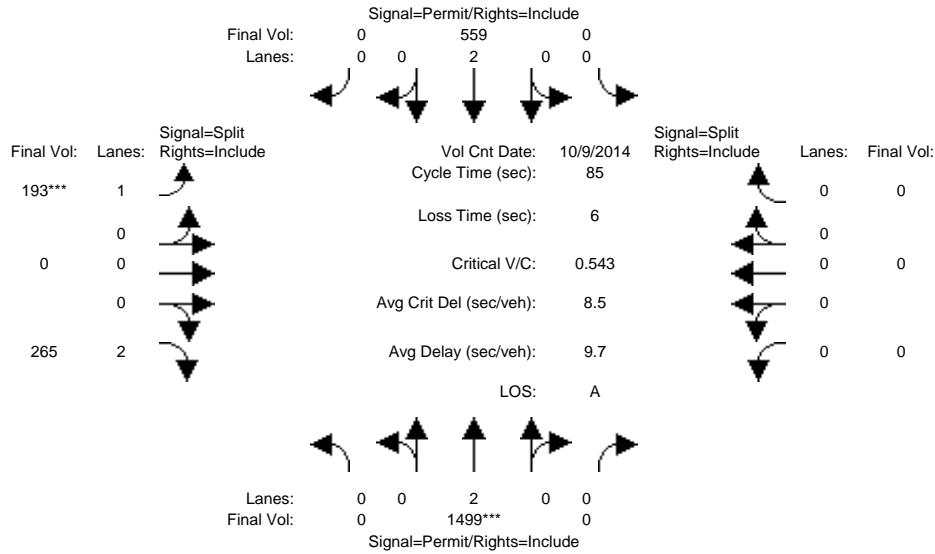 Signal=Permit/Rights=Include
Final Vol: 0 559 0
Lanes: 0 0 2 0 0
Signal=Split Signal=Split
Final Vol: Lanes: Rights=Include Vol Cnt Date: 10/9/2014 Rights=Include Lanes: Final Vol:
Cycle Time (sec): 85
193*** 1 0 0
Loss Time (sec): 6
0 0
0 0 Critical V/C: 0.543 0 0
0 Avg Crit Del (sec/veh): 8.5 0
265 2 Avg Delay (sec/veh): 9.7 0 0
LOS: A
Lanes: 0 0 2 0 0
Final Vol: 0 1499*** 0
Signal=Permit/Rights=Include